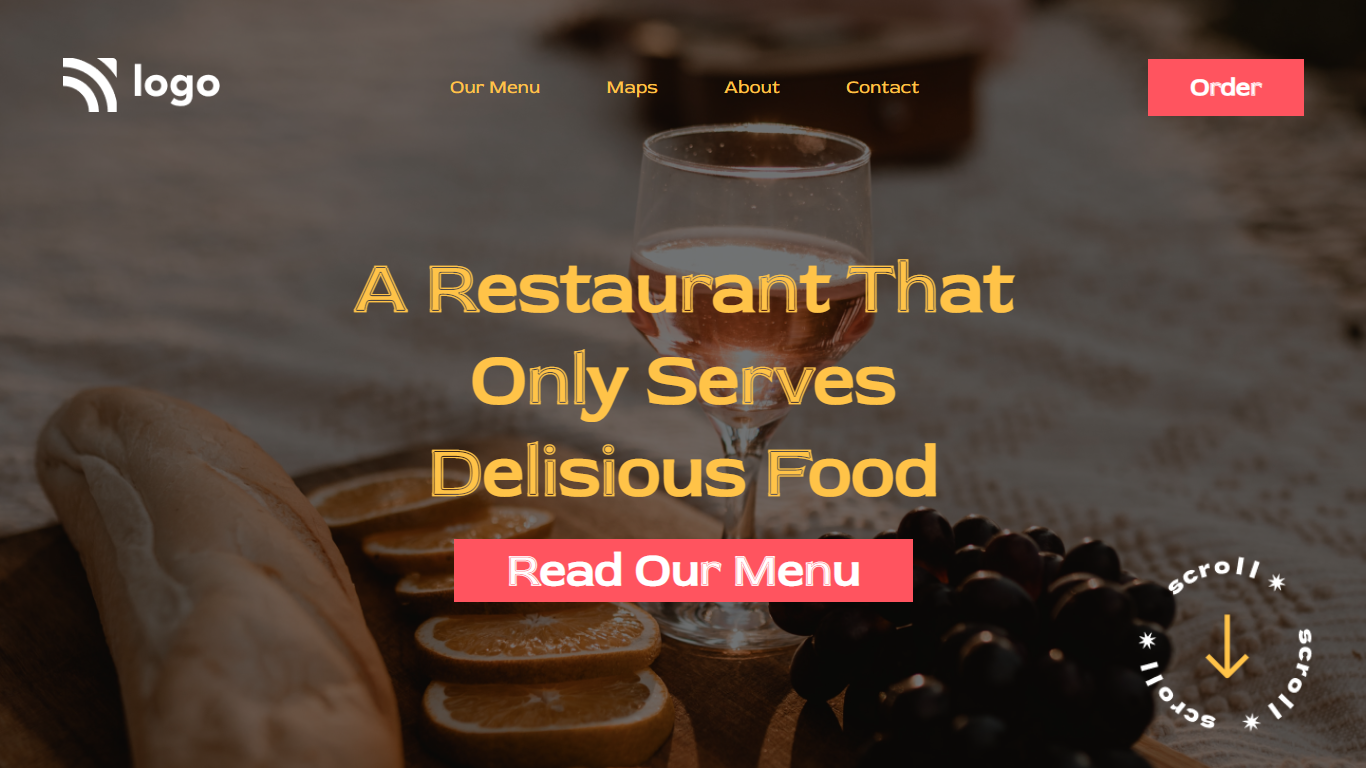 logo
Our Menu
Maps
About
Contact
Order
A Restaurant That
Only Serves
Delisious Food
Read Our Menu
scroll
scroll
scroll